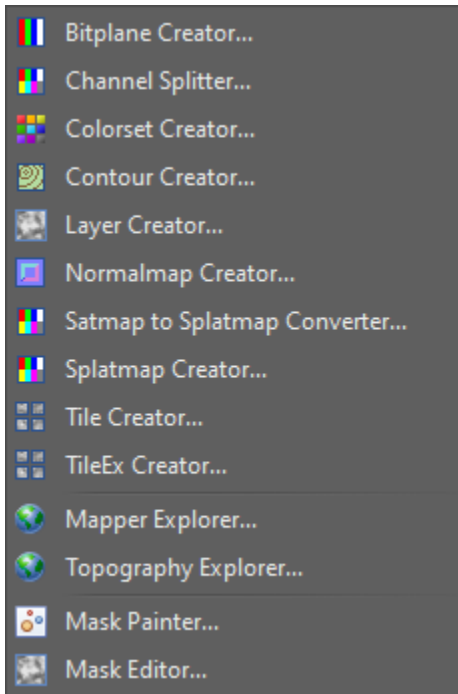 Bitplane Creator...
Channel Splitter...
Colorset Creator...
Contour Creator...
Layer Creator...
Normalmap Creator...
Satmap to Splatmap Converter...
Splatmap Creator...
Tile Creator...
TileEx Creator...
Mapper Explorer...
Topography Explorer...
Mask Painter...
Mask Editor...